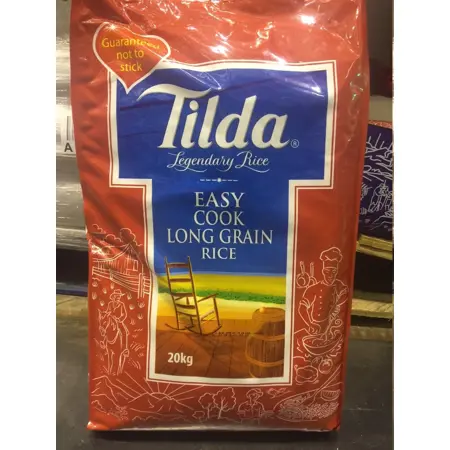 Guaranteed
not to
stick
Tilda®
Legendary Rice
EASY
COOK
LONG GRAIN
RICE
20kg
A